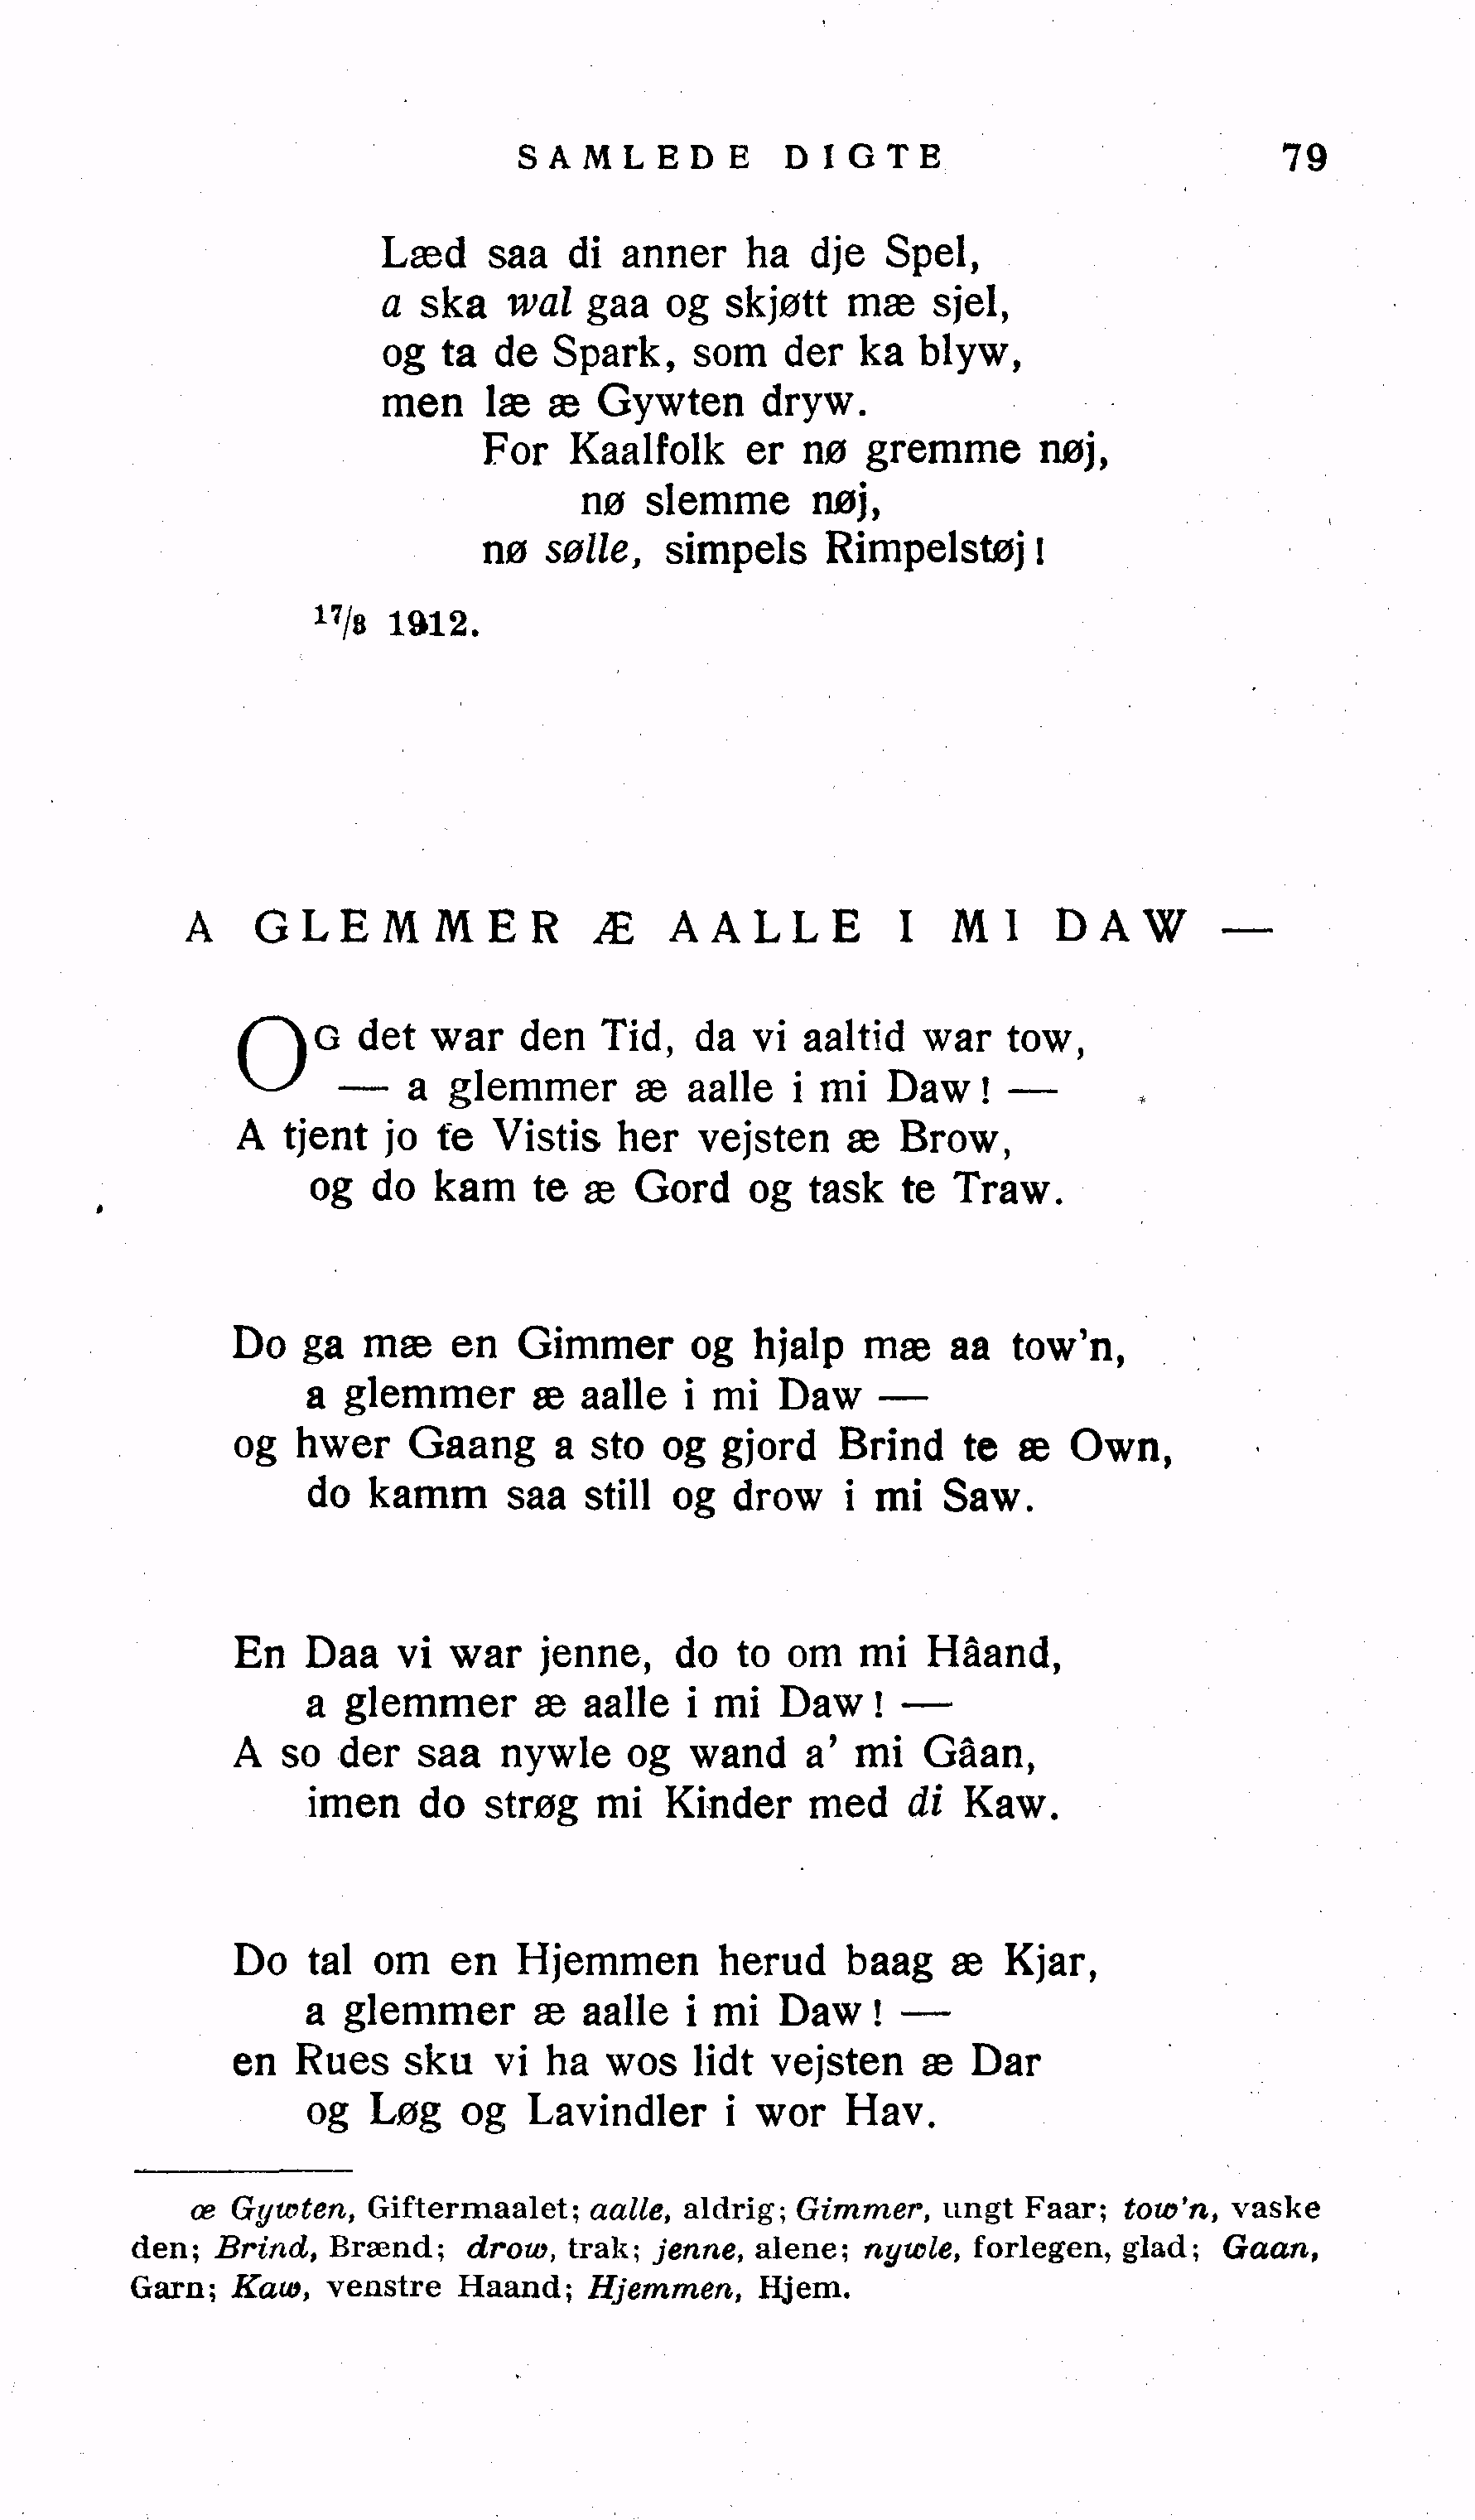 SAMLEDE DIGTE 79
Læd saa di anner ha dje Spel,
a ska wal gaa og skjøtt mæ sjel,
og ta de Spark, som der ka blyw,
men læ æ Gywten dryw.
For Kaalfolk er nø gremme nøj,
nø slemme nøj,
nø sølle, simpels Rimpelstøj!
17/8 1912.
A GLEMMER Æ AALLE I MI DAW —
OG det war den Tid, da vi aaltid war tow,
— a glemmer æ aalle i mi Daw! —
A tjent jo te Vistis her vejsten æ Brow,
og do kam te æ Gord og task te Traw.
Do ga mæ en Gimmer og hjalp mæ aa tow'n,
a glemmer æ aalle i mi Daw —
og hwer Gaang a sto og gjord Brind te æ Own,
do kamm saa still og drow i mi Saw.
En Daa vi war jenne, do to om mi Hâand,
a glemmer æ aalle i mi Daw! —
A so der saa nywle og wand a' mi Gâan,
imen do strøg mi Kinder med di Kaw.
Do tal om en Hjemmen herud baag æ Kjar,
a glemmer æ aalle i mi Daw! —
en Rues sku vi ha wos lidt vejsten æ Dar
og Løg og Lavindler i wor Hav.
æ Gywten, Giftermaalet; aalle, aldrig; Gimmer, ungt Faar; tow'n, vaske
den; Brind, Brænd; drow, trak; jenne, alene; nywle, forlegen, glad; Gaan,
Garn; Kaw, venstre Haand; Hjemmen, Hjem.